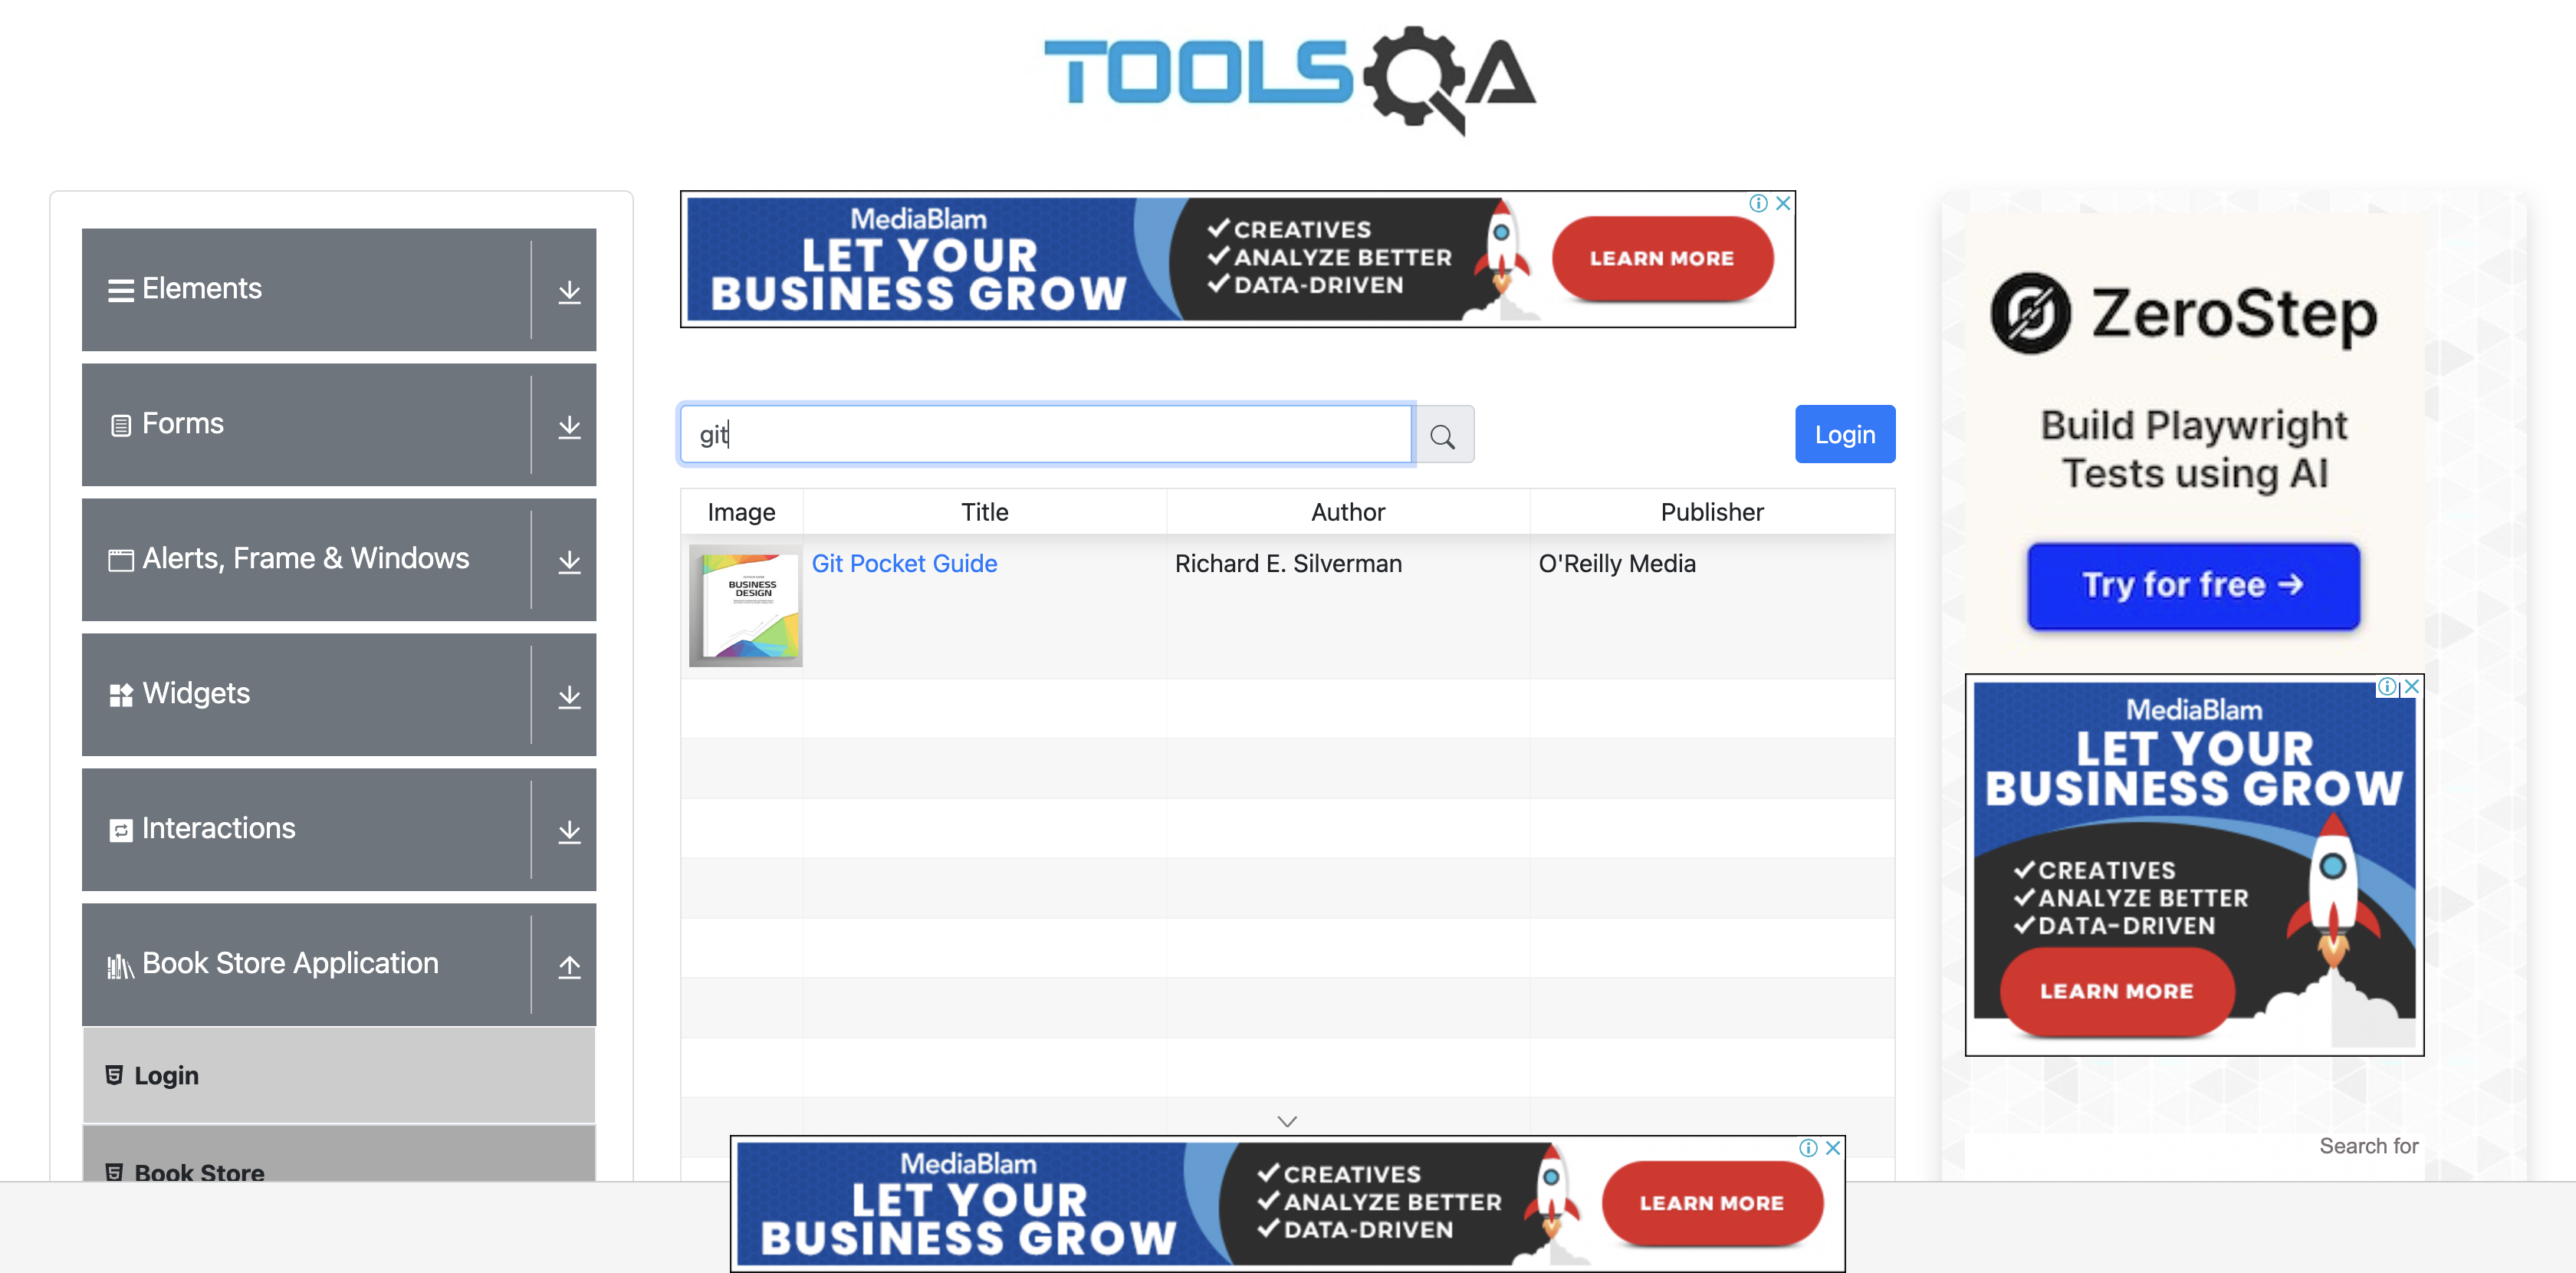 TOOLSQA
Elements
Forms
Alerts, Frame & Windows
Widgets
Interactions
Book Store Application
Login
Book Store
MediaBlam
LET YOUR
BUSINESS GROW
CREATIVES
ANALYZE BETTER
DATA-DRIVEN
LEARN MORE
git
Login
Image Title Author Publisher
BUSINESS
DESIGN
Git Pocket Guide Richard E. Silverman O'Reilly Media
MediaBlam
LET YOUR
BUSINESS GROW
CREATIVES
ANALYZE BETTER
DATA-DRIVEN
LEARN MORE
ZeroStep
Build Playwright
Tests using AI
Try for free →
MediaBlam
LET YOUR
BUSINESS GROW
CREATIVES
ANALYZE BETTER
DATA-DRIVEN
LEARN MORE
Search for